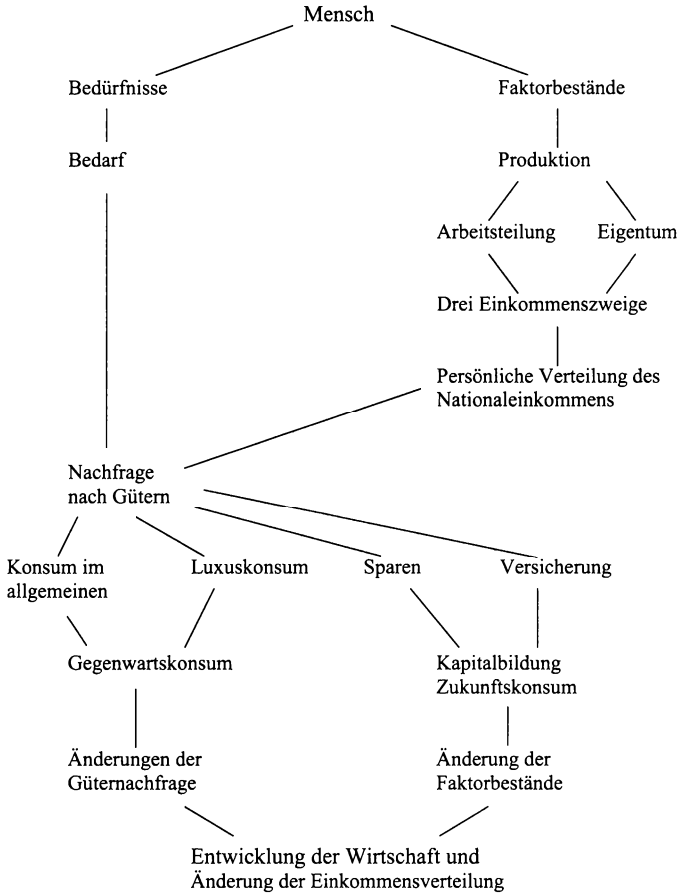 Mensch
Bedürfnisse
Faktorbestände
Bedarf
Produktion
Arbeitsteilung
Eigentum
Drei Einkommenszweige
Persönliche Verteilung des
Nationaleinkommens
Nachfrage
nach Gütern
Konsum im
allgemeinen
Luxuskonsum
Sparen
Versicherung
Gegenwartskonsum
Kapitalbildung
Zukunftskonsum
Änderungen der
Güternachfrage
Änderung der
Faktorbestände
Entwicklung der Wirtschaft und
Änderung der Einkommensverteilung